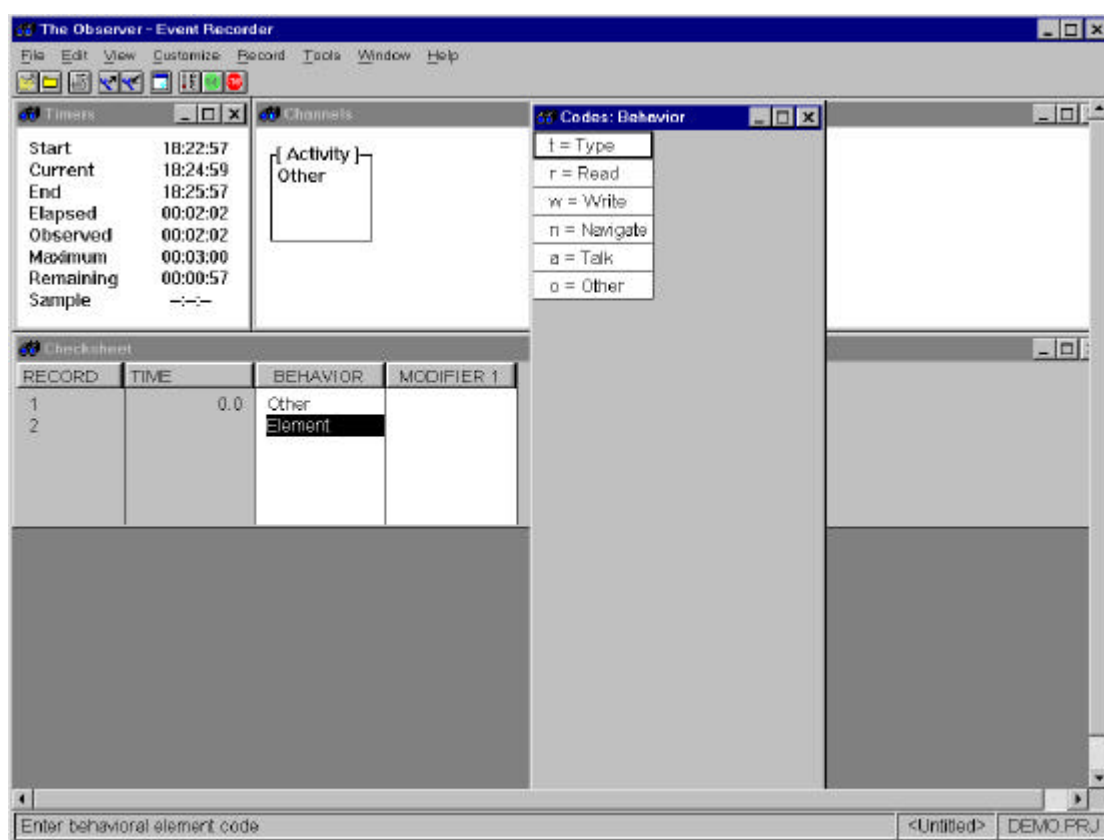 The Observer - Event Recorder
File Edit View Customize Record Tools Window Help
Timers
Start 18:22:57
Current 18:24:59
End 18:25:57
Elapsed 00:02:02
Observed 00:02:02
Maximum 00:03:00
Remaining 00:00:57
Sample --:--:--
Channels
[ Activity ]
Other
Codes: Behavior
t = Type
r = Read
w = Write
n = Navigate
a = Talk
o = Other
Checksheet
RECORD TIME BEHAVIOR MODIFIER 1
1 0.0 Other
2 Element
Enter behavioral element code <Untitled> DEMO.PRJ